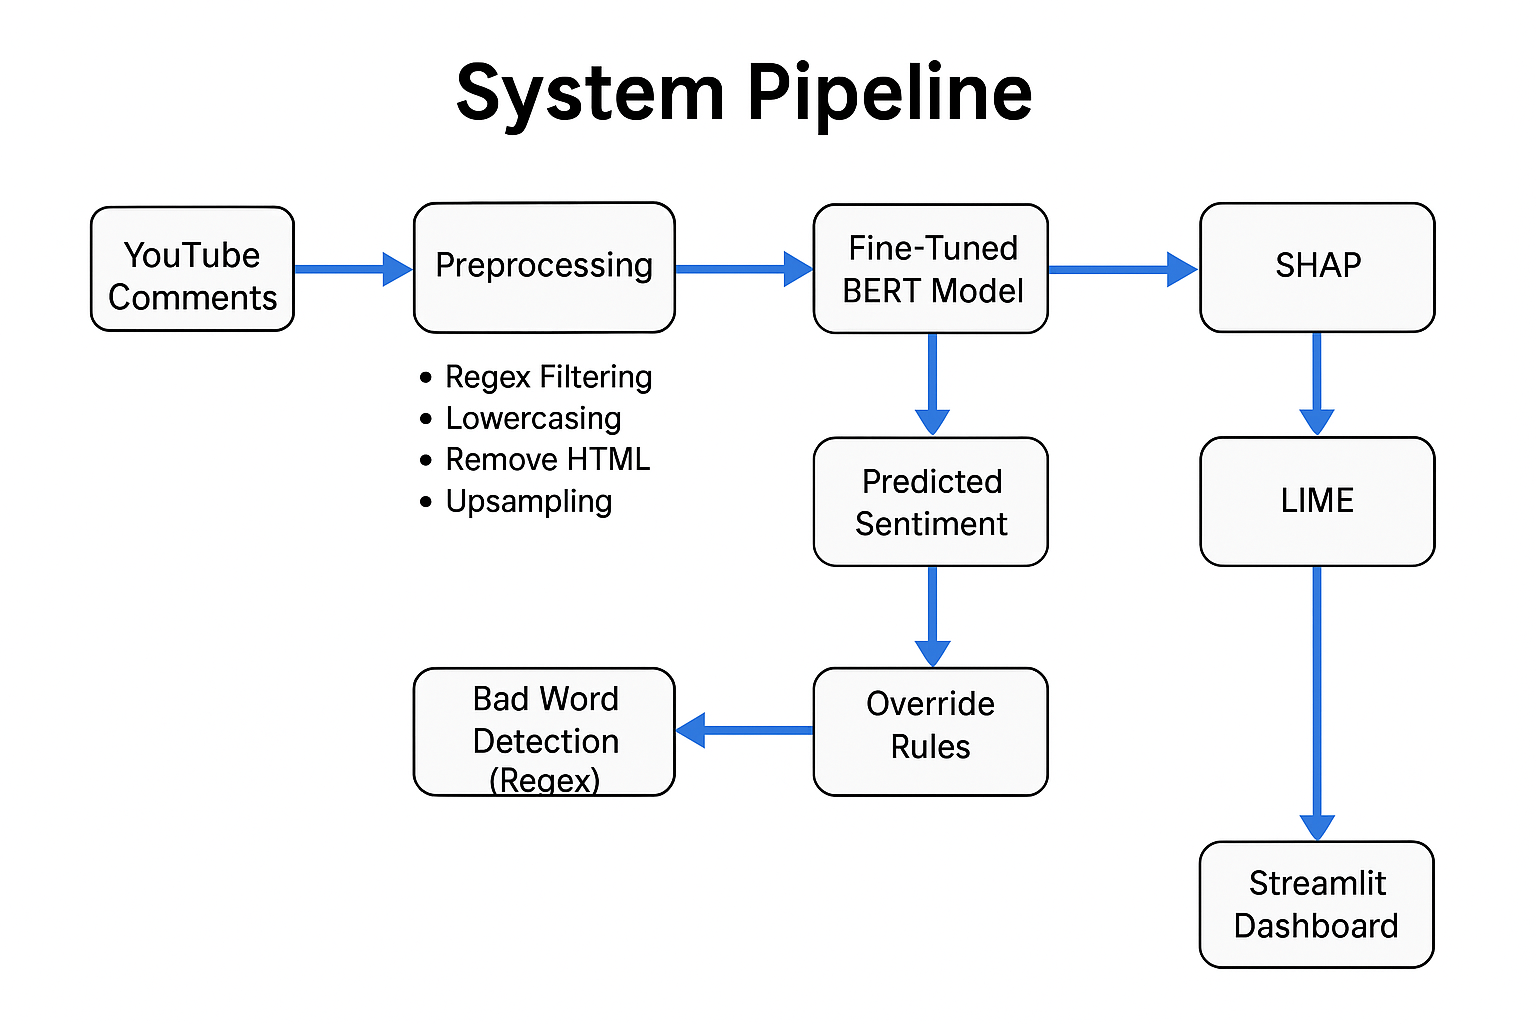 System Pipeline
YouTube
Comments
Preprocessing
• Regex Filtering
• Lowercasing
• Remove HTML
• Upsampling
Fine-Tuned
BERT Model
SHAP
Predicted
Sentiment
LIME
Bad Word
Detection
(Regex)
Override
Rules
Streamlit
Dashboard